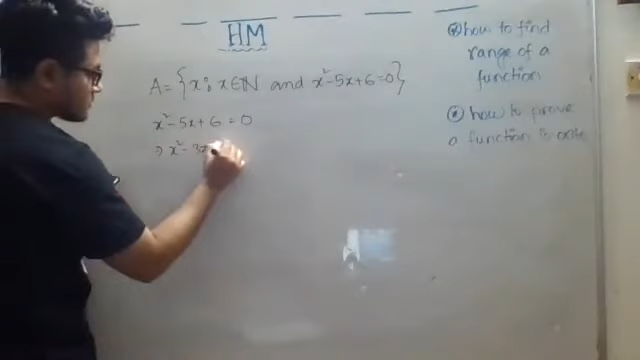 HM
A = { x : x ∈ ℕ and x² - 5x + 6 = 0 }
x² - 5x + 6 = 0
⇒ x² - 3x
* how to find
range of a
function
* how to prove
a function is onto